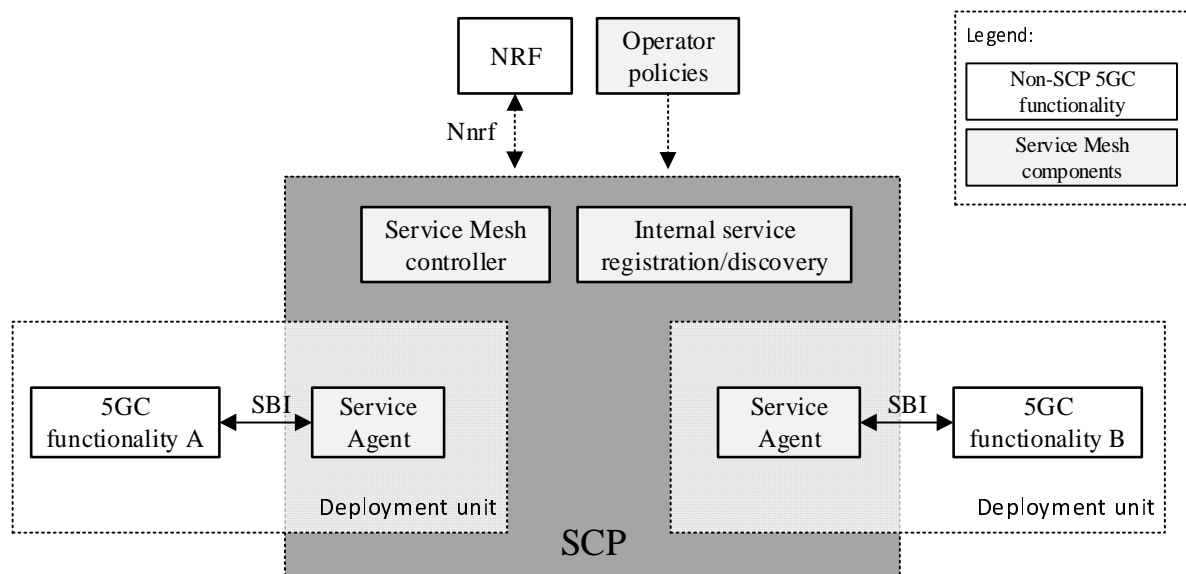 NRF
Operator
policies
Legend:
Non-SCP 5GC
functionality
Service Mesh
components
Nnrf
Service Mesh
controller
Internal service
registration/discovery
5GC
functionality A
SBI
Service
Agent
Deployment unit
Service
Agent
SBI
5GC
functionality B
Deployment unit
SCP